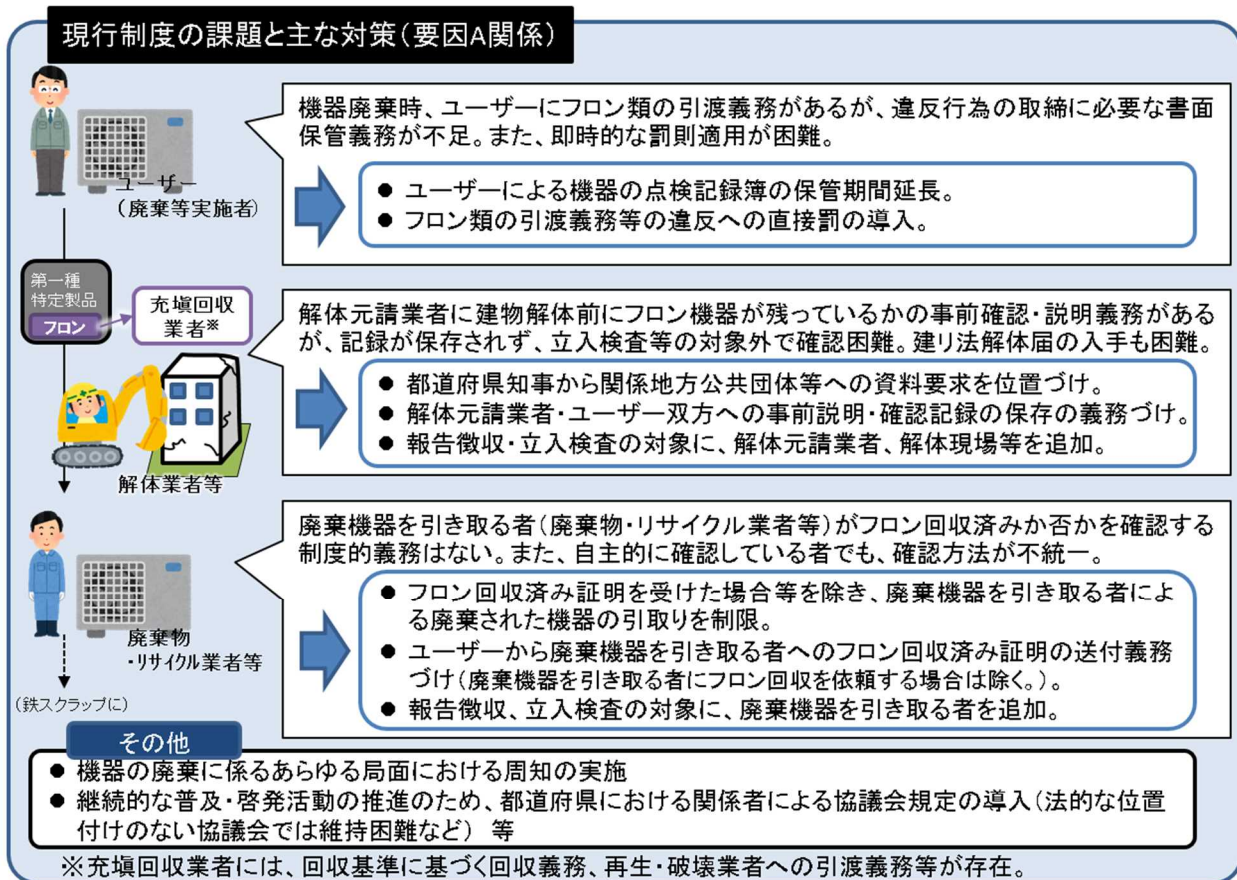 現行制度の課題と主な対策（要因A関係）
ユーザー
（廃棄等実施者）
機器廃棄時、ユーザーにフロン類の引渡義務があるが、違反行為の取締に必要な書面
保管義務が不足。また、即時的な罰則適用が困難。
● ユーザーによる機器の点検記録簿の保管期間延長。
● フロン類の引渡義務等の違反への直接罰の導入。
第一種
特定製品
フロン
充塡回収
業者※
解体業者等
解体元請業者に建物解体前にフロン機器が残っているかの事前確認・説明義務がある
が、記録が保存されず、立入検査等の対象外で確認困難。建リ法解体届の入手も困難。
● 都道府県知事から関係地方公共団体等への資料要求を位置づけ。
● 解体元請業者・ユーザー双方への事前説明・確認記録の保存の義務づけ。
● 報告徴収・立入検査の対象に、解体元請業者、解体現場等を追加。
廃棄物
・リサイクル業者等
（鉄スクラップに）
廃棄機器を引き取る者（廃棄物・リサイクル業者等）がフロン回収済みか否かを確認する
制度的義務はない。また、自主的に確認している者でも、確認方法が不統一。
● フロン回収済み証明を受けた場合等を除き、廃棄機器を引き取る者によ
る廃棄された機器の引取りを制限。
● ユーザーから廃棄機器を引き取る者へのフロン回収済み証明の送付義務
づけ（廃棄機器を引き取る者にフロン回収を依頼する場合は除く。）。
● 報告徴収、立入検査の対象に、廃棄機器を引き取る者を追加。
その他
● 機器の廃棄に係るあらゆる局面における周知の実施
● 継続的な普及・啓発活動の推進のため、都道府県における関係者による協議会規定の導入（法的な位置
付けのない協議会では維持困難など） 等
※充塡回収業者には、回収基準に基づく回収義務、再生・破壊業者への引渡義務等が存在。